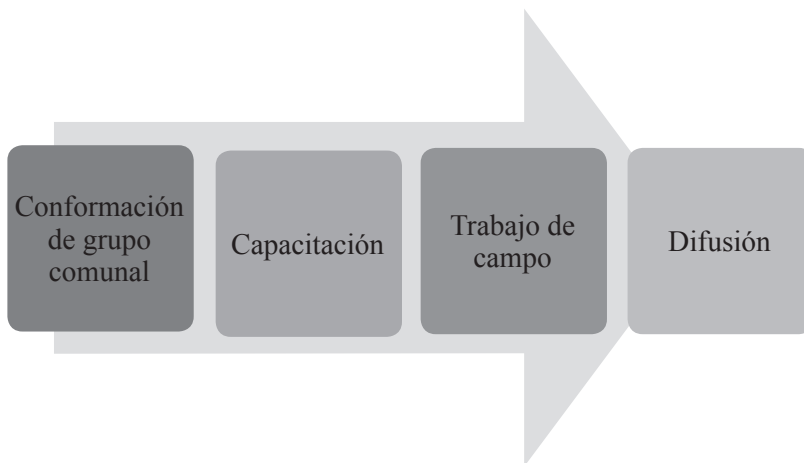 Conformación
de grupo
comunal
Capacitación
Trabajo de
campo
Difusión